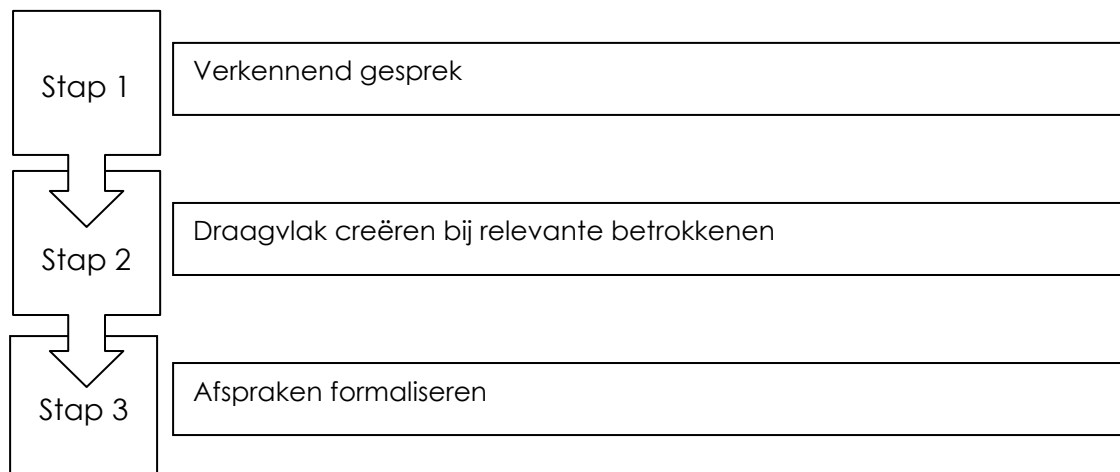 Stap 1
Verkennend gesprek
Stap 2
Draagvlak creëren bij relevante betrokkenen
Stap 3
Afspraken formaliseren